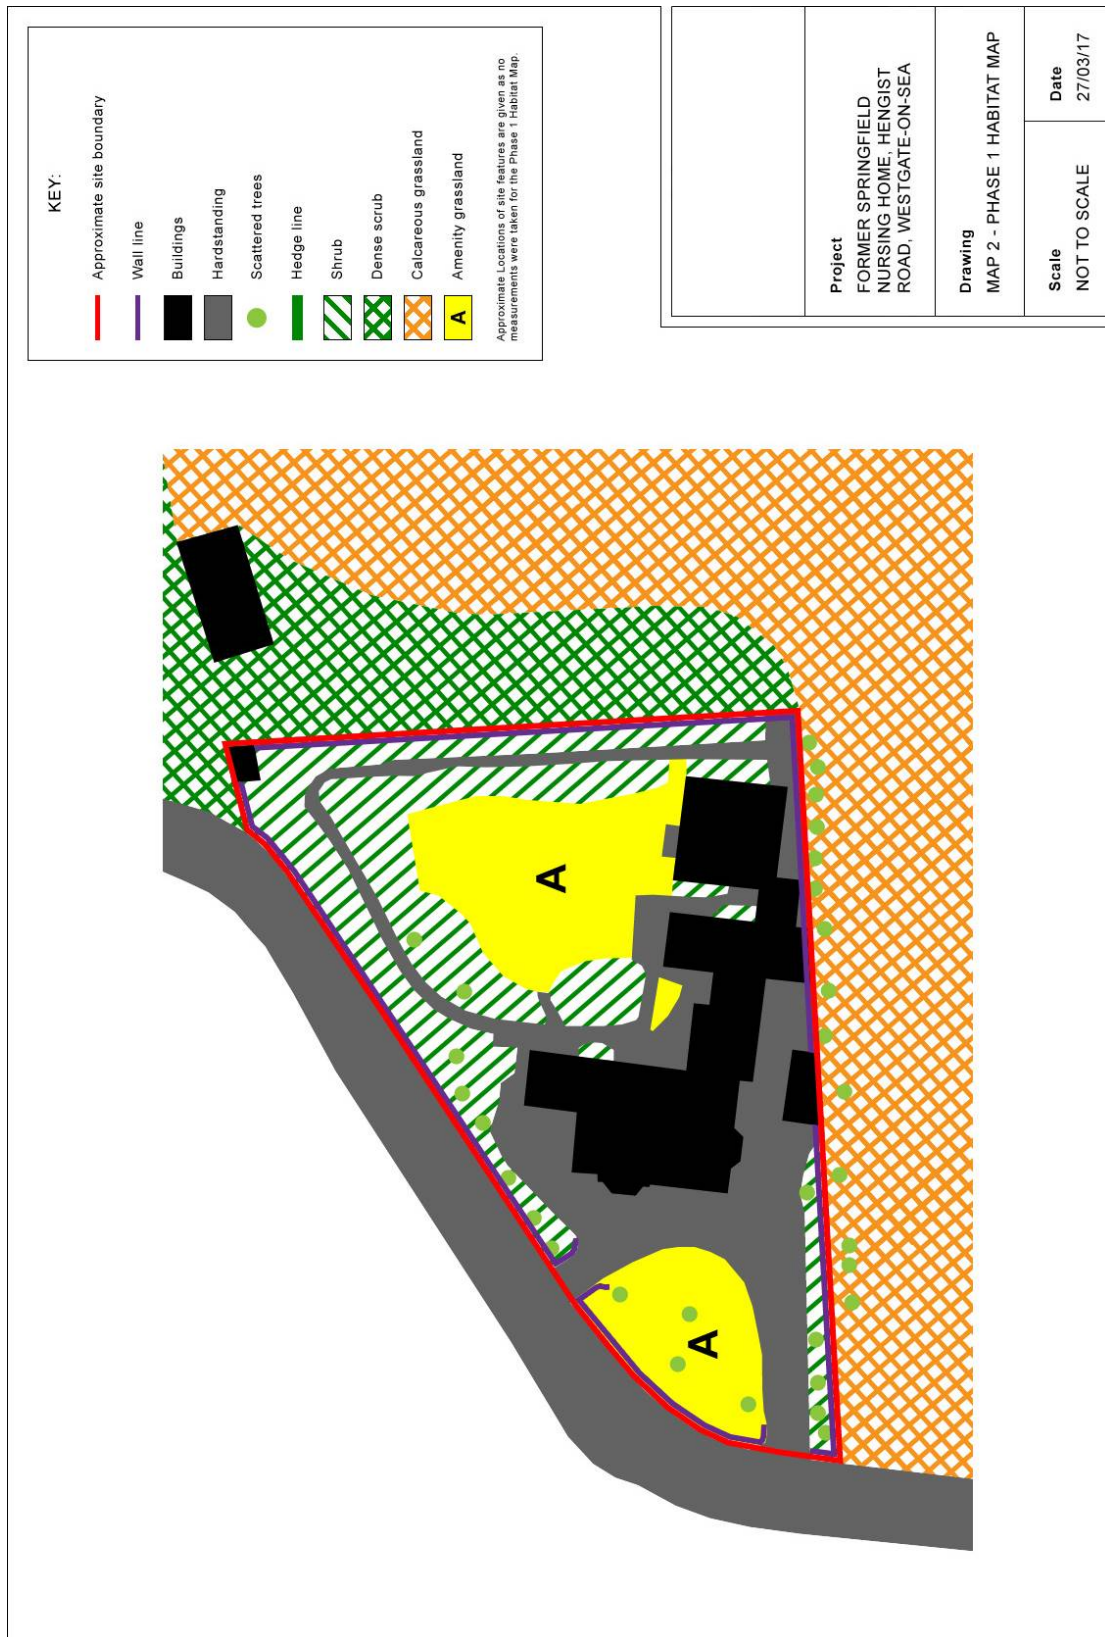 KEY:
Approximate site boundary
Wall line
Buildings
Hardstanding
Scattered trees
Hedge line
Shrub
Dense scrub
Calcareous grassland
A Amenity grassland
Approximate Locations of site features are given as no
measurements were taken for the Phase 1 Habitat Map.
A
A
Project
FORMER SPRINGFIELD
NURSING HOME, HENGIST
ROAD, WESTGATE-ON-SEA
Drawing
MAP 2 - PHASE 1 HABITAT MAP
Scale
NOT TO SCALE
Date
27/03/17